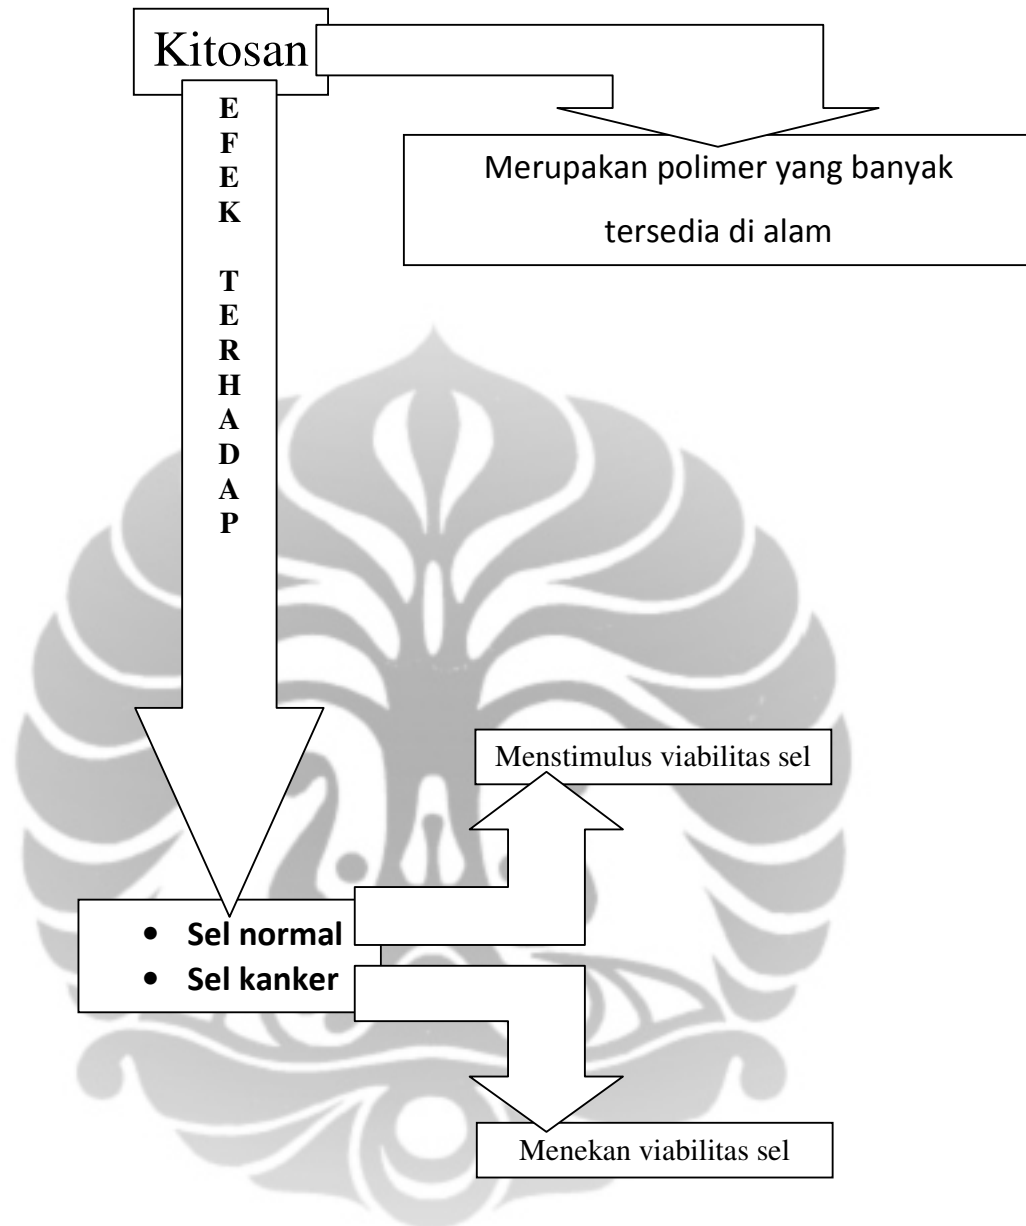 Kitosan
Merupakan polimer yang banyak
tersedia di alam
E
F
E
K
T
E
R
H
A
D
A
P
Menstimulus viabilitas sel
• Sel normal
• Sel kanker
Menekan viabilitas sel